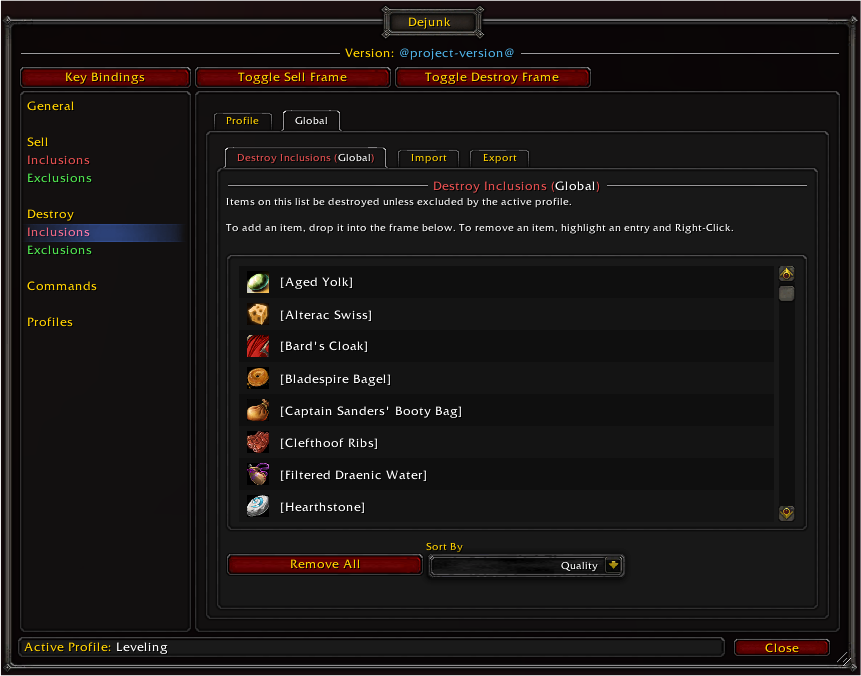 Dejunk
Version: @project-version@
Key Bindings
Toggle Sell Frame
Toggle Destroy Frame
General
Sell
Inclusions
Exclusions
Destroy
Inclusions
Exclusions
Commands
Profiles
Profile
Global
Destroy Inclusions (Global)
Import
Export
Destroy Inclusions (Global)
Items on this list be destroyed unless excluded by the active profile.
To add an item, drop it into the frame below. To remove an item, highlight an entry and Right-Click.
[Aged Yolk]
[Alterac Swiss]
[Bard's Cloak]
[Bladespire Bagel]
[Captain Sanders' Booty Bag]
[Clefthoof Ribs]
[Filtered Draenic Water]
[Hearthstone]
Remove All
Sort By
Quality
Active Profile: Leveling
Close